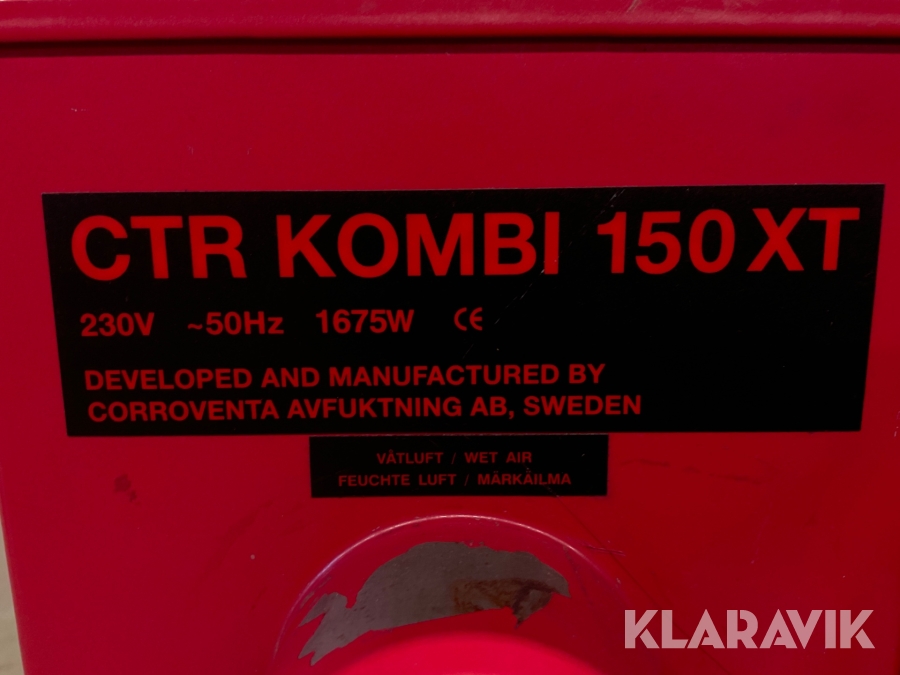 CTR KOMBI 150 XT
230V ~50Hz 1675W CE
DEVELOPED AND MANUFACTURED BY
CORROVENTA AVFUKTNING AB, SWEDEN
VÅTLUFT / WET AIR
FEUCHTE LUFT / MÄRKÄILMA
KLARAVIK